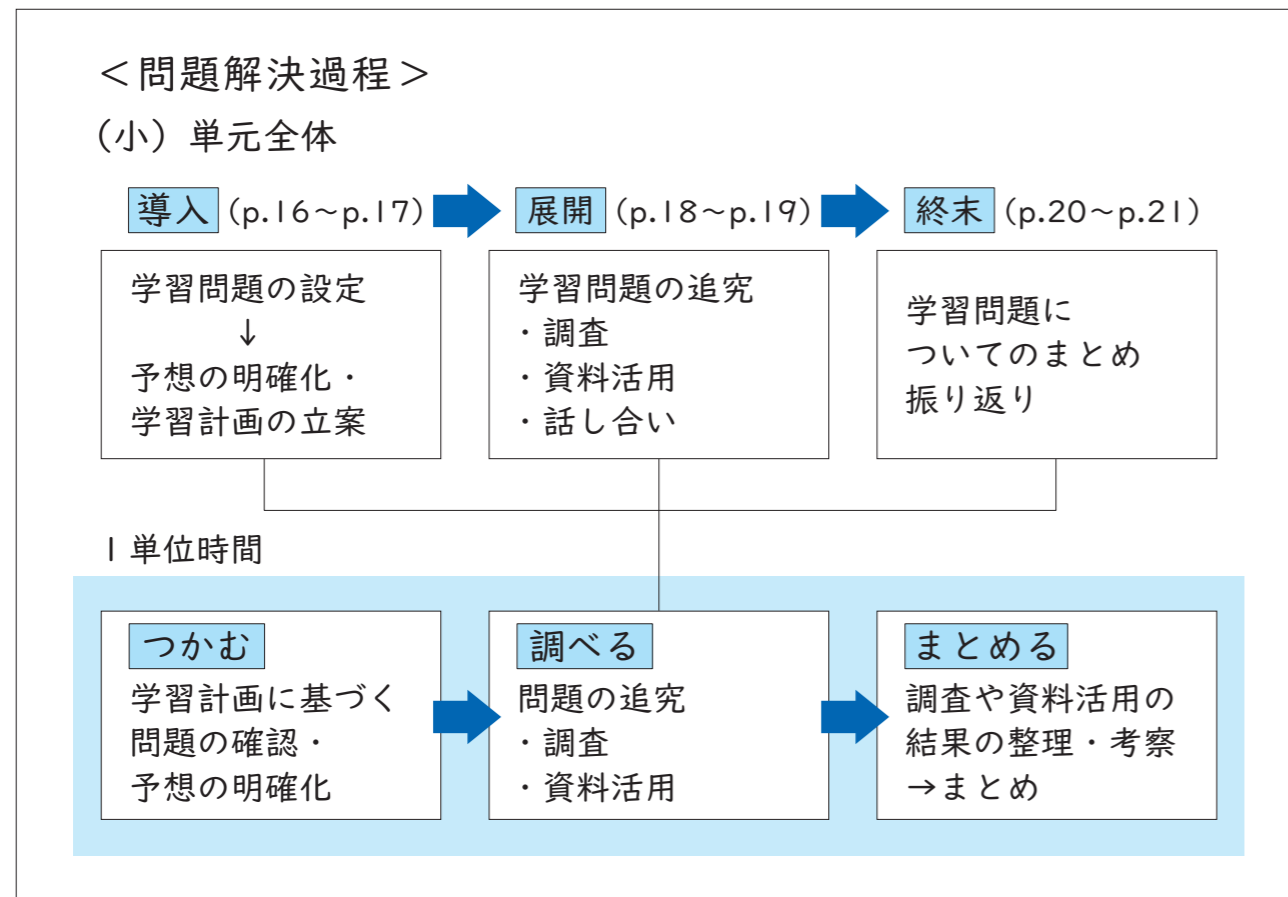 ＜問題解決過程＞
（小）単元全体
導入 (p.16～p.17) 展開 (p.18～p.19) 終末 (p.20～p.21)
学習問題の設定
↓
予想の明確化・
学習計画の立案
学習問題の追究
・調査
・資料活用
・話し合い
学習問題に
ついてのまとめ
振り返り
1単位時間
つかむ
学習計画に基づく
問題の確認・
予想の明確化
調べる
問題の追究
・調査
・資料活用
まとめる
調査や資料活用の
結果の整理・考察
→まとめ